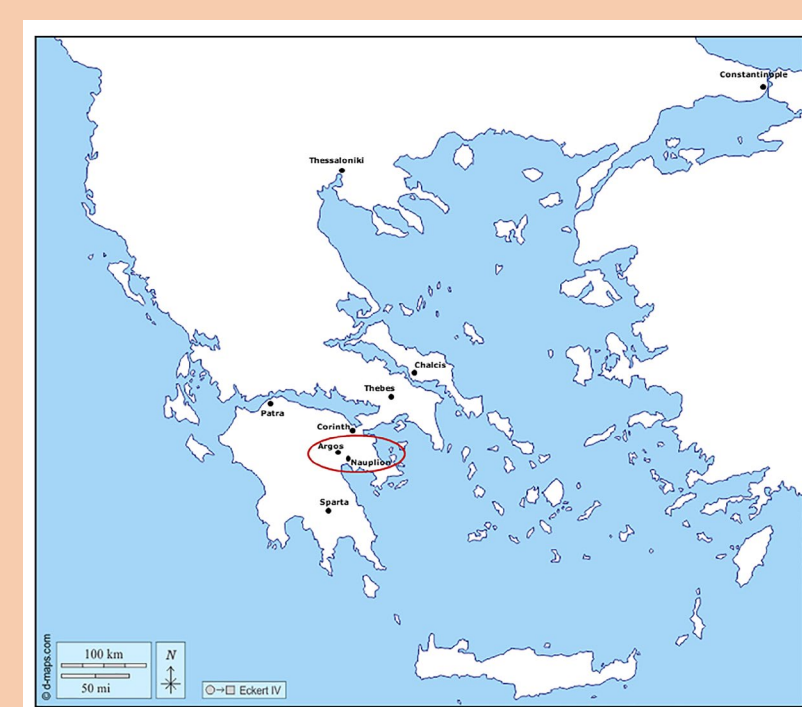 Constantinople
Thessaloniki
Chalcis
Thebes
Patra
Corinth
Argos
Nauplion
Sparta
© d-maps.com
100 km
50 mi
N
Eckert IV